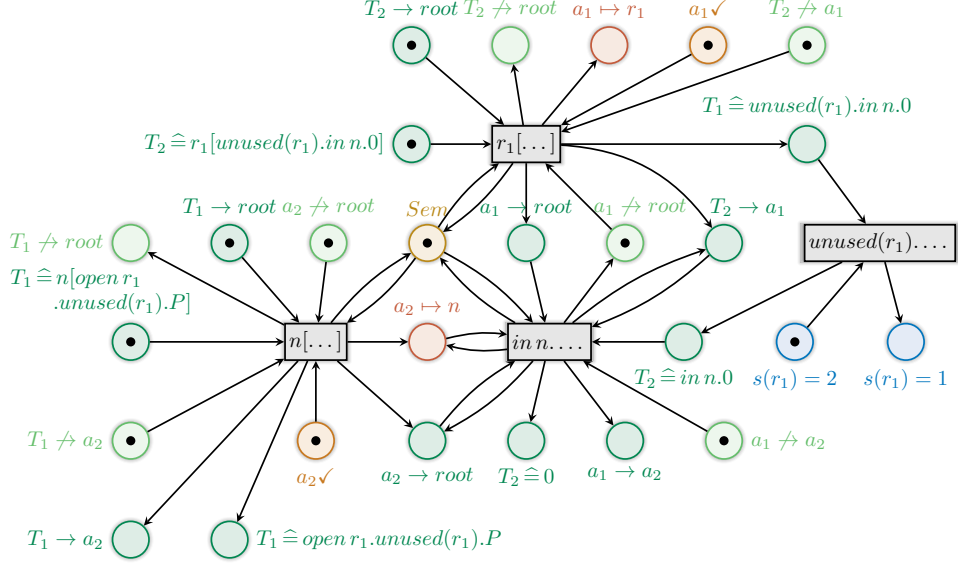 T₂ → root
T₂ ↛ root
a₁ ↦ r₁
a₁✓
T₂ ↛ a₁
T₁ ≙ unused(r₁).in n.0
T₂ ≙ r₁[unused(r₁).in n.0]
r₁[...]
T₁ → root
a₂ ↛ root
Sem
a₁ → root
a₁ ↛ root
T₂ → a₁
T₁ ↛ root
unused(r₁)....
T₁ ≙ n[open r₁
.unused(r₁).P]
a₂ ↦ n
n[...]
in n....
T₂ ≙ in n.0
s(r₁) = 2
s(r₁) = 1
T₁ ↛ a₂
a₂✓
a₂ → root
T₂ ≙ 0
a₁ → a₂
a₁ ↛ a₂
T₁ → a₂
T₁ ≙ open r₁.unused(r₁).P